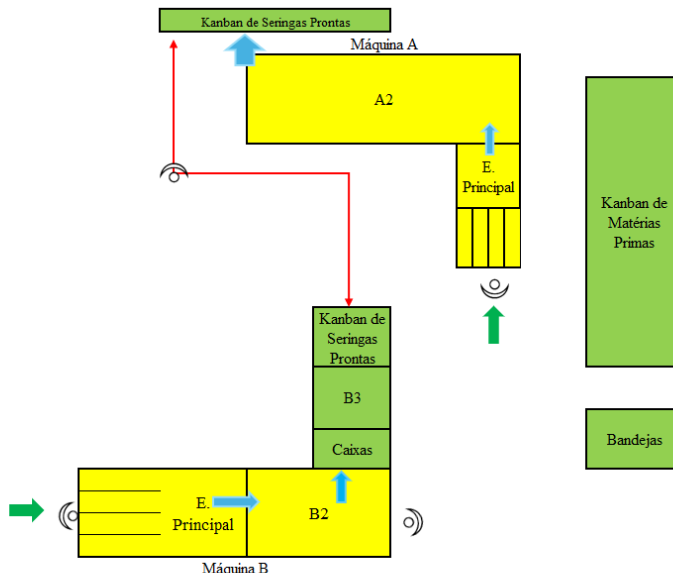 Kanban de Seringas Prontas
Máquina A
A2
E.
Principal
Kanban de
Matérias
Primas
Kanban de
Seringas
Prontas
B3
Caixas
Bandejas
E.
Principal
B2
Máquina B